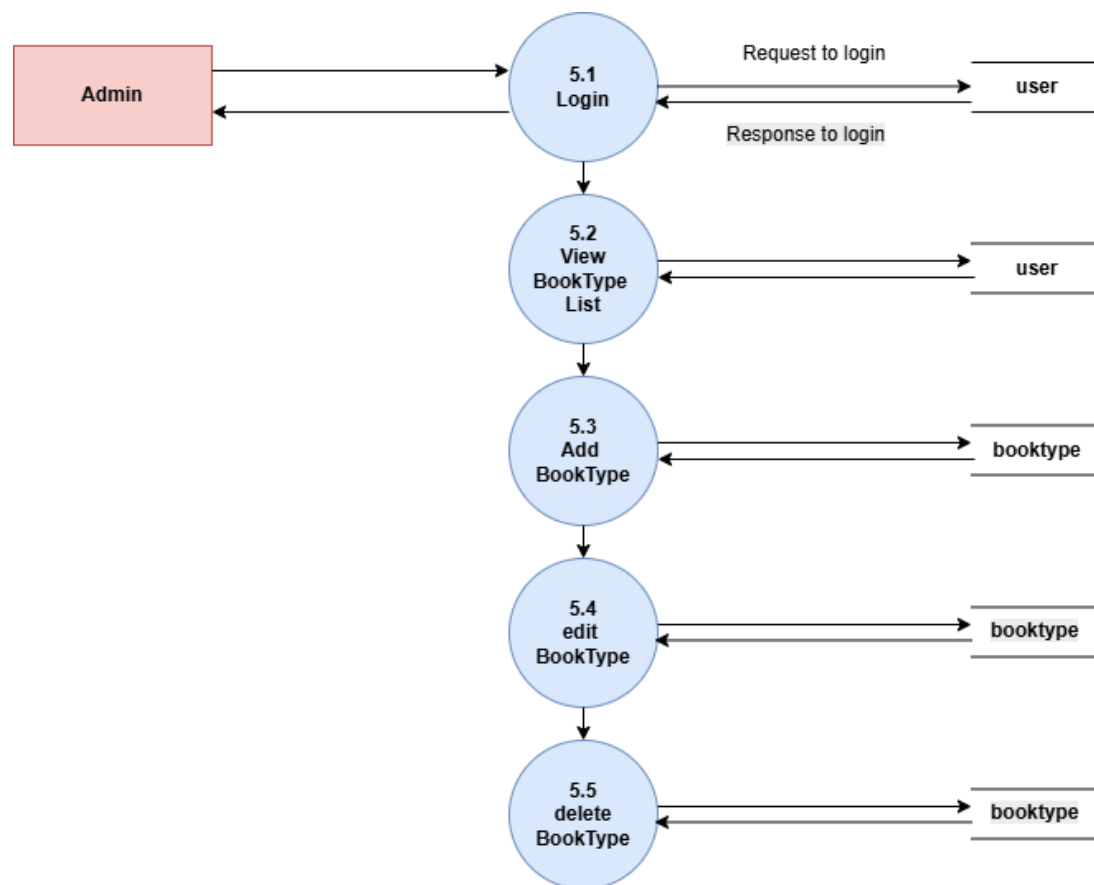 Admin
5.1
Login
Request to login
user
Response to login
5.2
View
BookType
List
user
5.3
Add
BookType
booktype
5.4
edit
BookType
booktype
5.5
delete
BookType
booktype